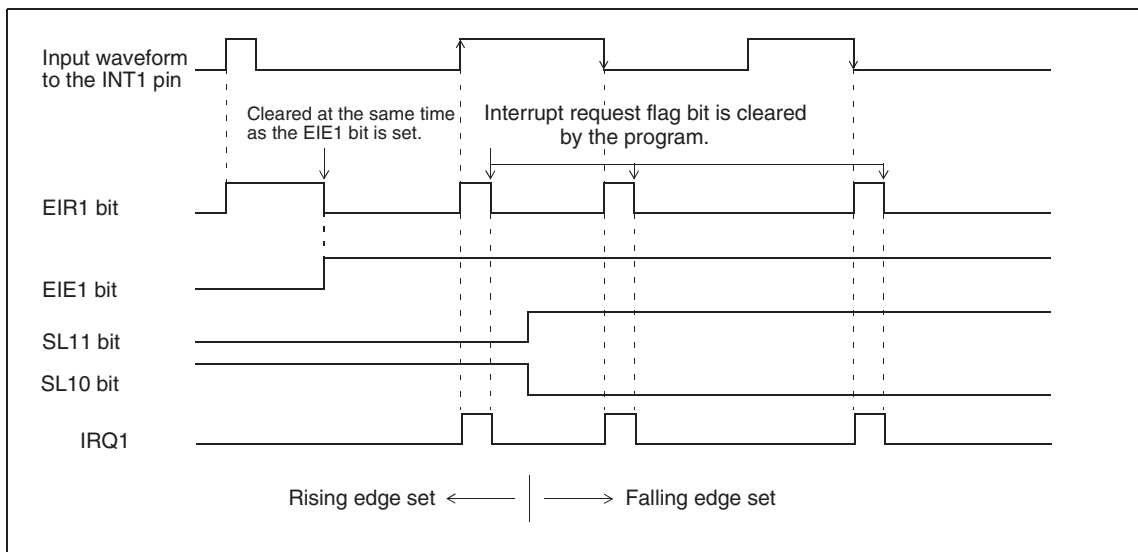 Input waveform
to the INT1 pin
Cleared at the same time
as the EIE1 bit is set.
Interrupt request flag bit is cleared
by the program.
EIR1 bit
EIE1 bit
SL11 bit
SL10 bit
IRQ1
Rising edge set
Falling edge set